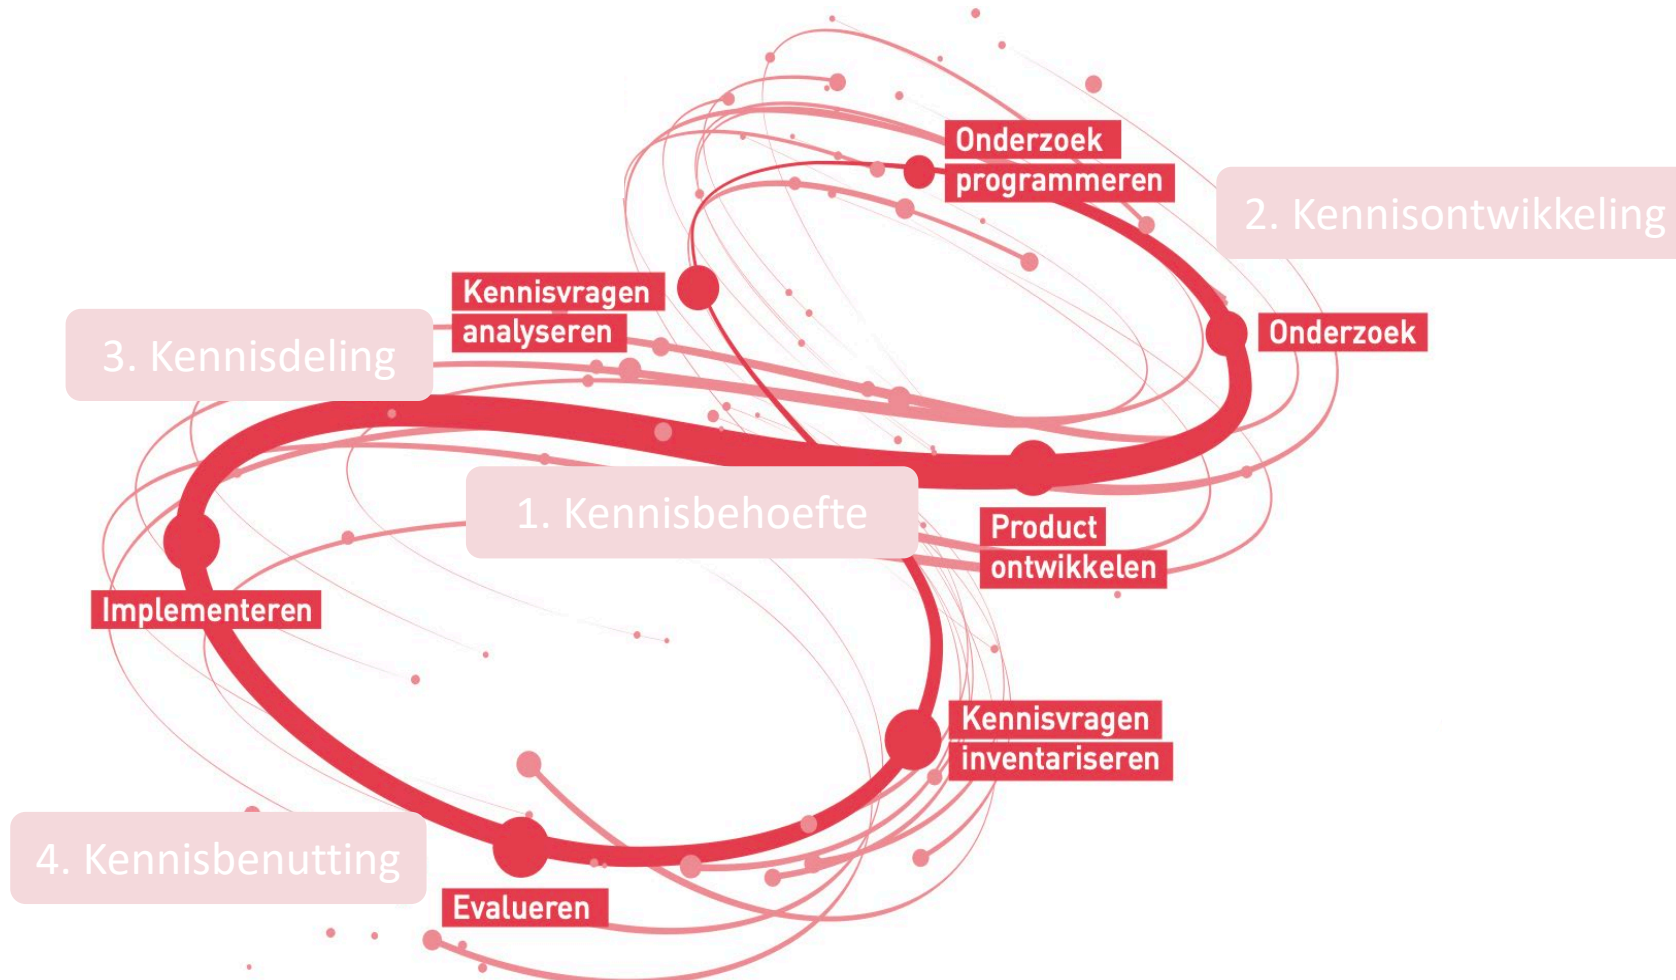 Onderzoek
programmeren
2. Kennisontwikkeling
Kennisvragen
analyseren
Onderzoek
3. Kennisdeling
1. Kennisbehoefte
Product
ontwikkelen
Implementeren
Kennisvragen
inventariseren
4. Kennisbenutting
Evalueren